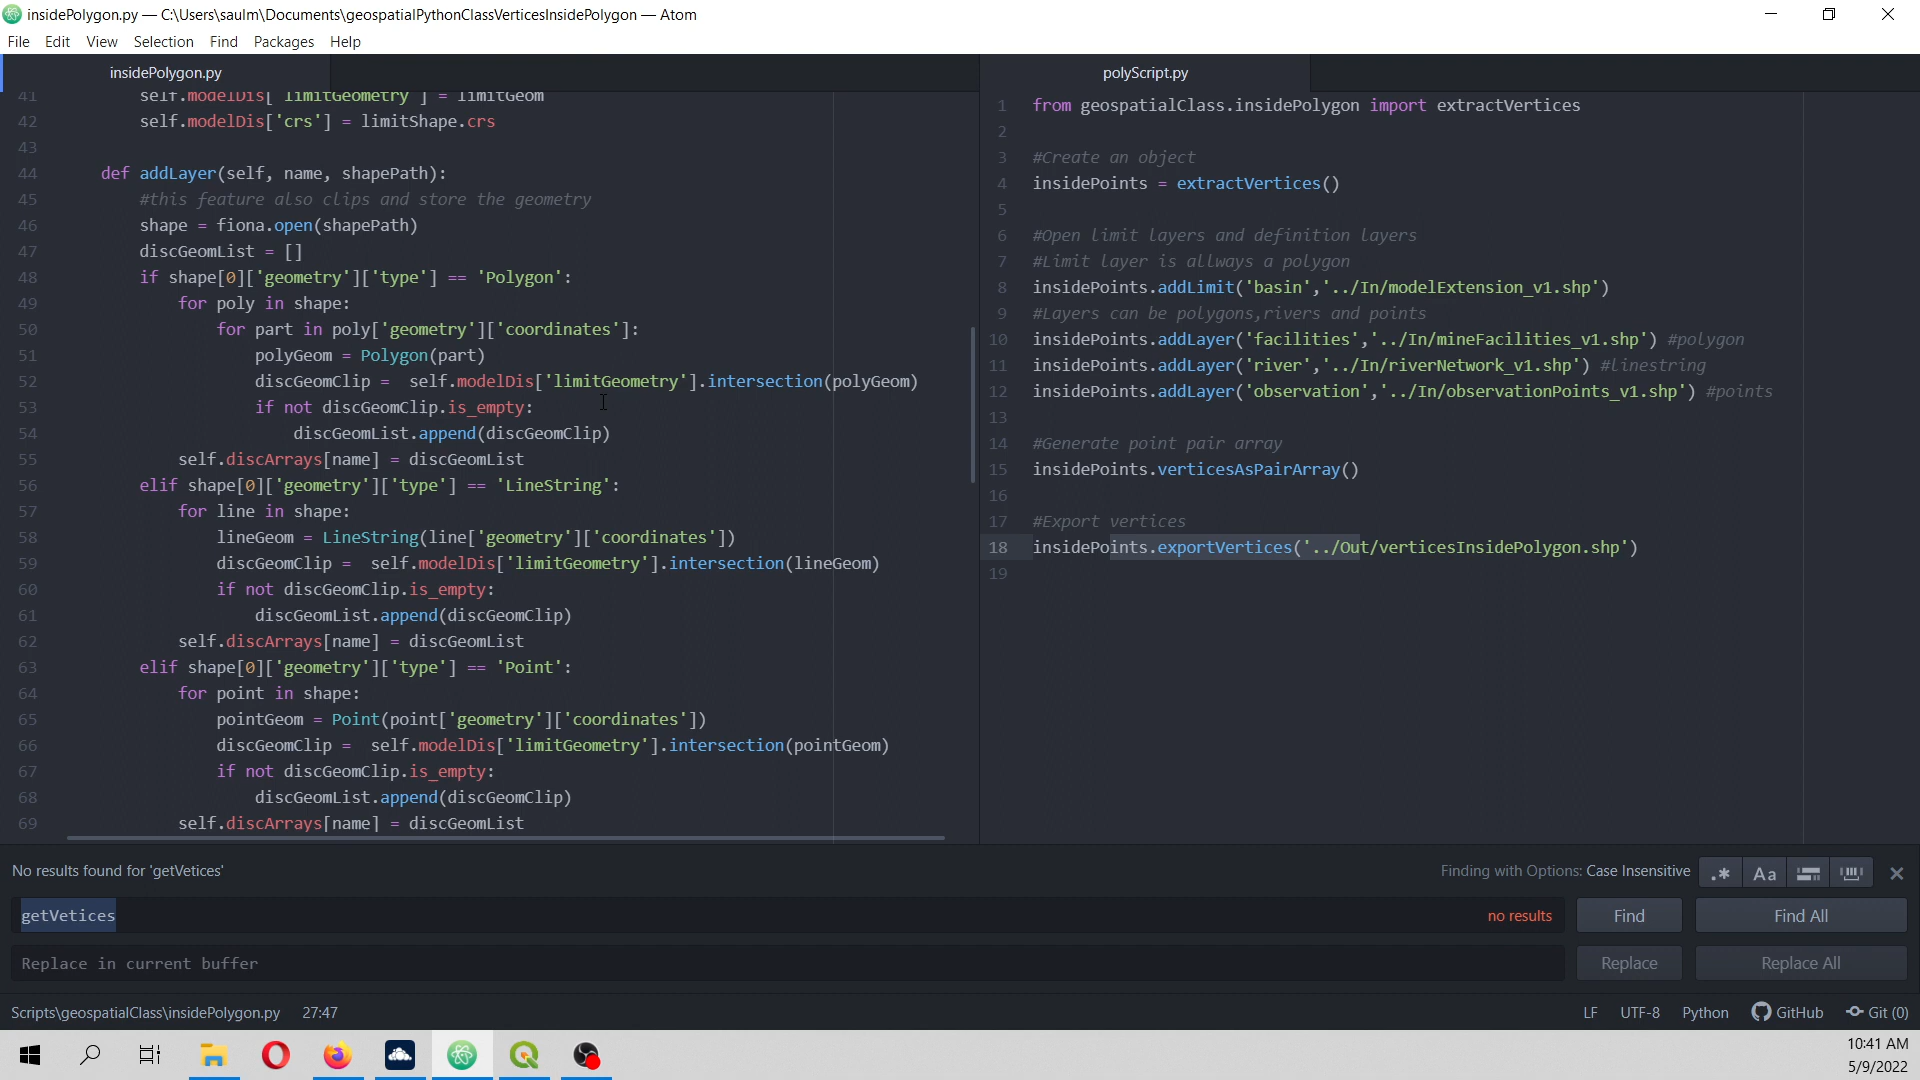 insidePolygon.py — C:\Users\saulm\Documents\geospatialPythonClassVerticesInsidePolygon — Atom
File Edit View Selection Find Packages Help
insidePolygon.py
41 self.modelDis['limitGeometry'] = limitGeom
42 self.modelDis['crs'] = limitShape.crs
43
44 def addLayer(self, name, shapePath):
45 #this feature also clips and store the geometry
46 shape = fiona.open(shapePath)
47 discGeomList = []
48 if shape[0]['geometry']['type'] == 'Polygon':
49 for poly in shape:
50 for part in poly['geometry']['coordinates']:
51 polyGeom = Polygon(part)
52 discGeomClip =  self.modelDis['limitGeometry'].intersection(polyGeom)
53 if not discGeomClip.is_empty:
54 discGeomList.append(discGeomClip)
55 self.discArrays[name] = discGeomList
56 elif shape[0]['geometry']['type'] == 'LineString':
57 for line in shape:
58 lineGeom = LineString(line['geometry']['coordinates'])
59 discGeomClip =  self.modelDis['limitGeometry'].intersection(lineGeom)
60 if not discGeomClip.is_empty:
61 discGeomList.append(discGeomClip)
62 self.discArrays[name] = discGeomList
63 elif shape[0]['geometry']['type'] == 'Point':
64 for point in shape:
65 pointGeom = Point(point['geometry']['coordinates'])
66 discGeomClip =  self.modelDis['limitGeometry'].intersection(pointGeom)
67 if not discGeomClip.is_empty:
68 discGeomList.append(discGeomClip)
69 self.discArrays[name] = discGeomList
polyScript.py
1 from geospatialClass.insidePolygon import extractVertices
2
3 #Create an object
4 insidePoints = extractVertices()
5
6 #Open limit layers and definition layers
7 #Limit layer is allways a polygon
8 insidePoints.addLimit('basin','../In/modelExtension_v1.shp')
9 #Layers can be polygons,rivers and points
10 insidePoints.addLayer('facilities','../In/mineFacilities_v1.shp') #polygon
11 insidePoints.addLayer('river','../In/riverNetwork_v1.shp') #linestring
12 insidePoints.addLayer('observation','../In/observationPoints_v1.shp') #points
13
14 #Generate point pair array
15 insidePoints.verticesAsPairArray()
16
17 #Export vertices
18 insidePoints.exportVertices('../Out/verticesInsidePolygon.shp')
19
No results found for 'getVetices'
Finding with Options: Case Insensitive
.* Aa
getVetices
no results
Find
Find All
Replace in current buffer
Replace
Replace All
Scripts\geospatialClass\insidePolygon.py 27:47
LF UTF-8 Python GitHub Git (0)
10:41 AM
5/9/2022